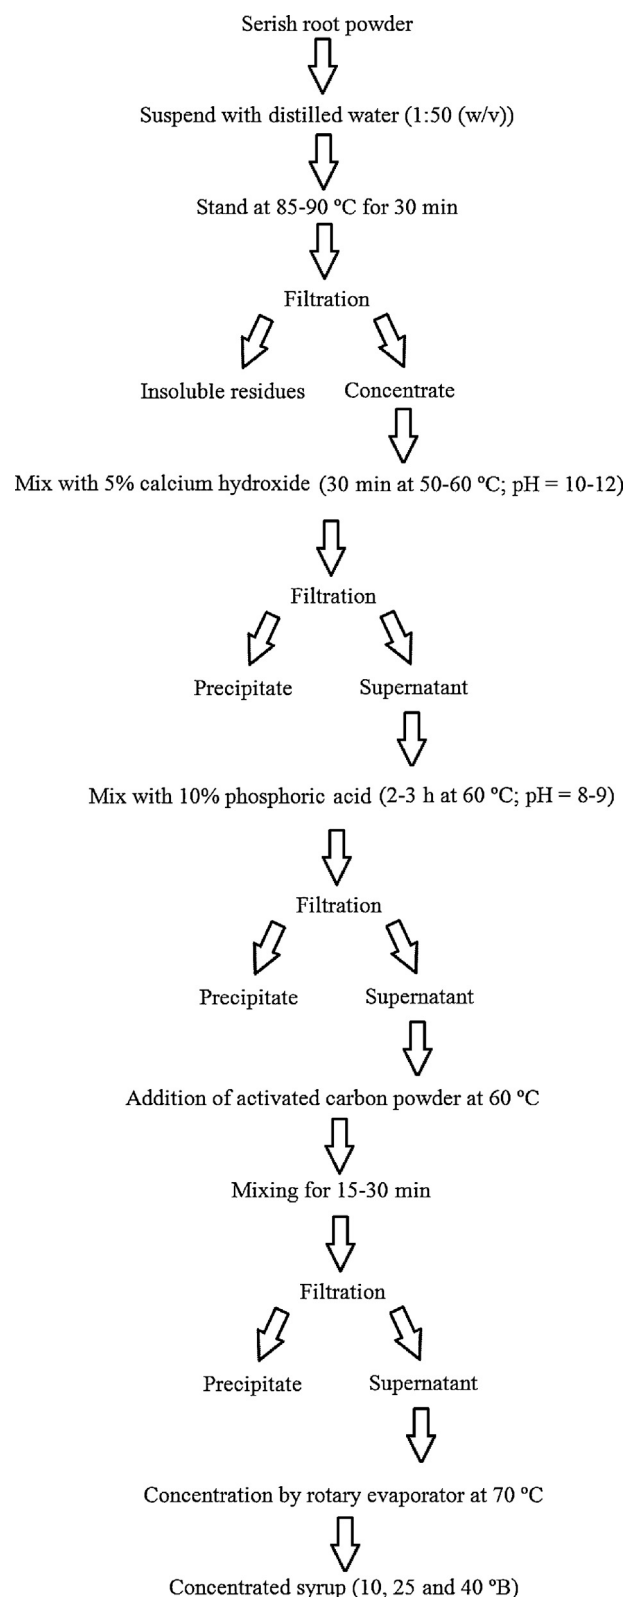 Serish root powder
Suspend with distilled water (1:50 (w/v))
Stand at 85-90 ºC for 30 min
Filtration
Insoluble residues
Concentrate
Mix with 5% calcium hydroxide (30 min at 50-60 ºC; pH = 10-12)
Filtration
Precipitate
Supernatant
Mix with 10% phosphoric acid (2-3 h at 60 ºC; pH = 8-9)
Filtration
Precipitate
Supernatant
Addition of activated carbon powder at 60 ºC
Mixing for 15-30 min
Filtration
Precipitate
Supernatant
Concentration by rotary evaporator at 70 ºC
Concentrated syrup (10, 25 and 40 ºB)